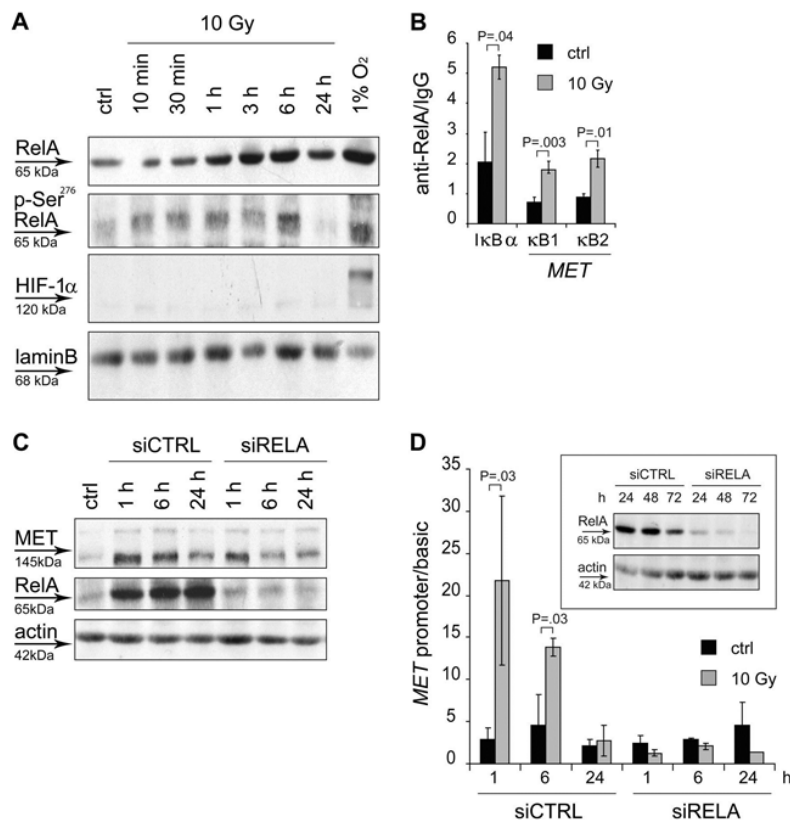 A
10 Gy
ctrl
10 min
30 min
1 h
3 h
6 h
24 h
1% O₂
RelA
65 kDa
p-Ser²⁷⁶
RelA
65 kDa
HIF-1α
120 kDa
laminB
68 kDa
B
anti-RelA/IgG
6
5
4
3
2
1
0
P=.04
P=.003
P=.01
ctrl
10 Gy
IκBα κB1 κB2
MET
C
siCTRL siRELA
ctrl
1 h
6 h
24 h
1 h
6 h
24 h
MET
145kDa
RelA
65kDa
actin
42kDa
D
MET promoter/basic
35
30
25
20
15
10
5
0
P=.03
P=.03
siCTRL siRELA
h 24 48 72 24 48 72
RelA
65 kDa
actin
42 kDa
ctrl
10 Gy
1 6 24 1 6 24 h
siCTRL siRELA